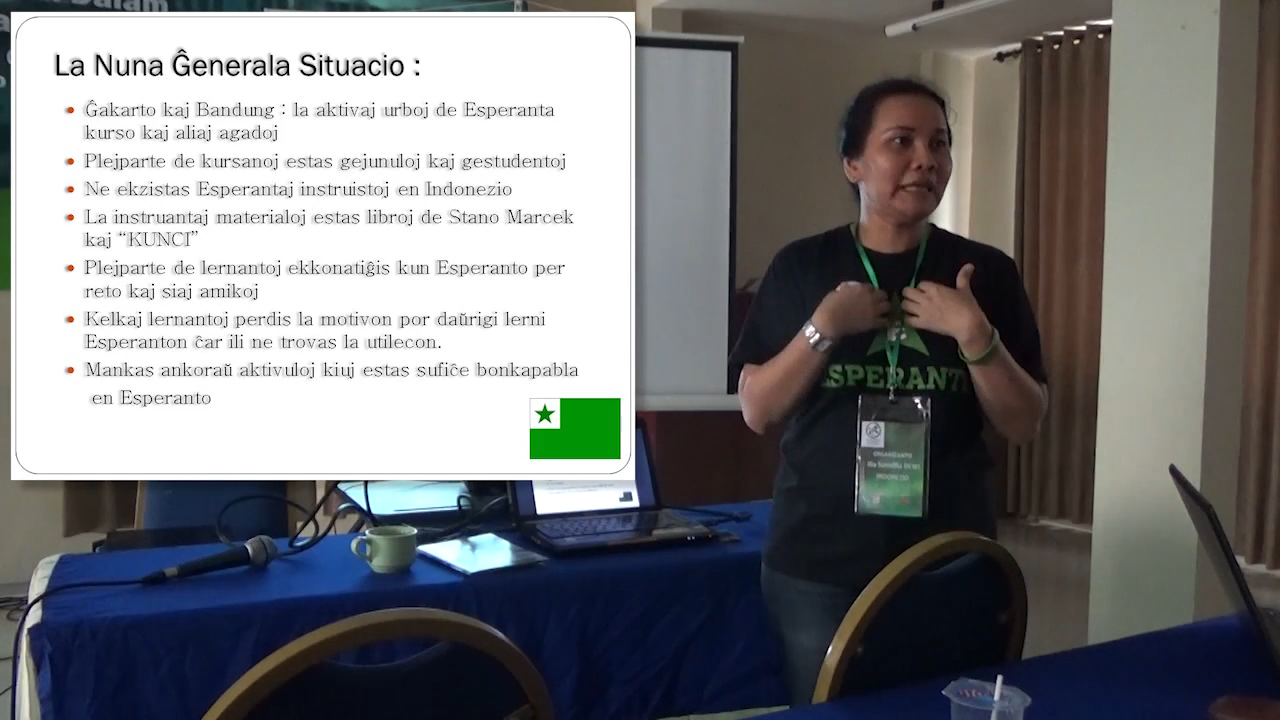 Dalam
La Nuna Ĝenerala Situacio :
Ĝakarto kaj Bandung : la aktivaj urboj de Esperanta
kurso kaj aliaj agadoj
Plejparte de kursanoj estas gejunuloj kaj gestudentoj
Ne ekzistas Esperantaj instruistoj en Indonezio
La instruantaj materialoj estas libroj de Stano Marcek
kaj “KUNCI”
Plejparte de lernantoj ekkonatiĝis kun Esperanto per
reto kaj siaj amikoj
Kelkaj lernantoj perdis la motivon por daŭrigi lerni
Esperanton ĉar ili ne trovas la utilecon.
Mankas ankoraŭ aktivuloj kiuj estas sufiĉe bonkapabla
en Esperanto
ESPERANT
ORGANIZANTO
INDONEZIO